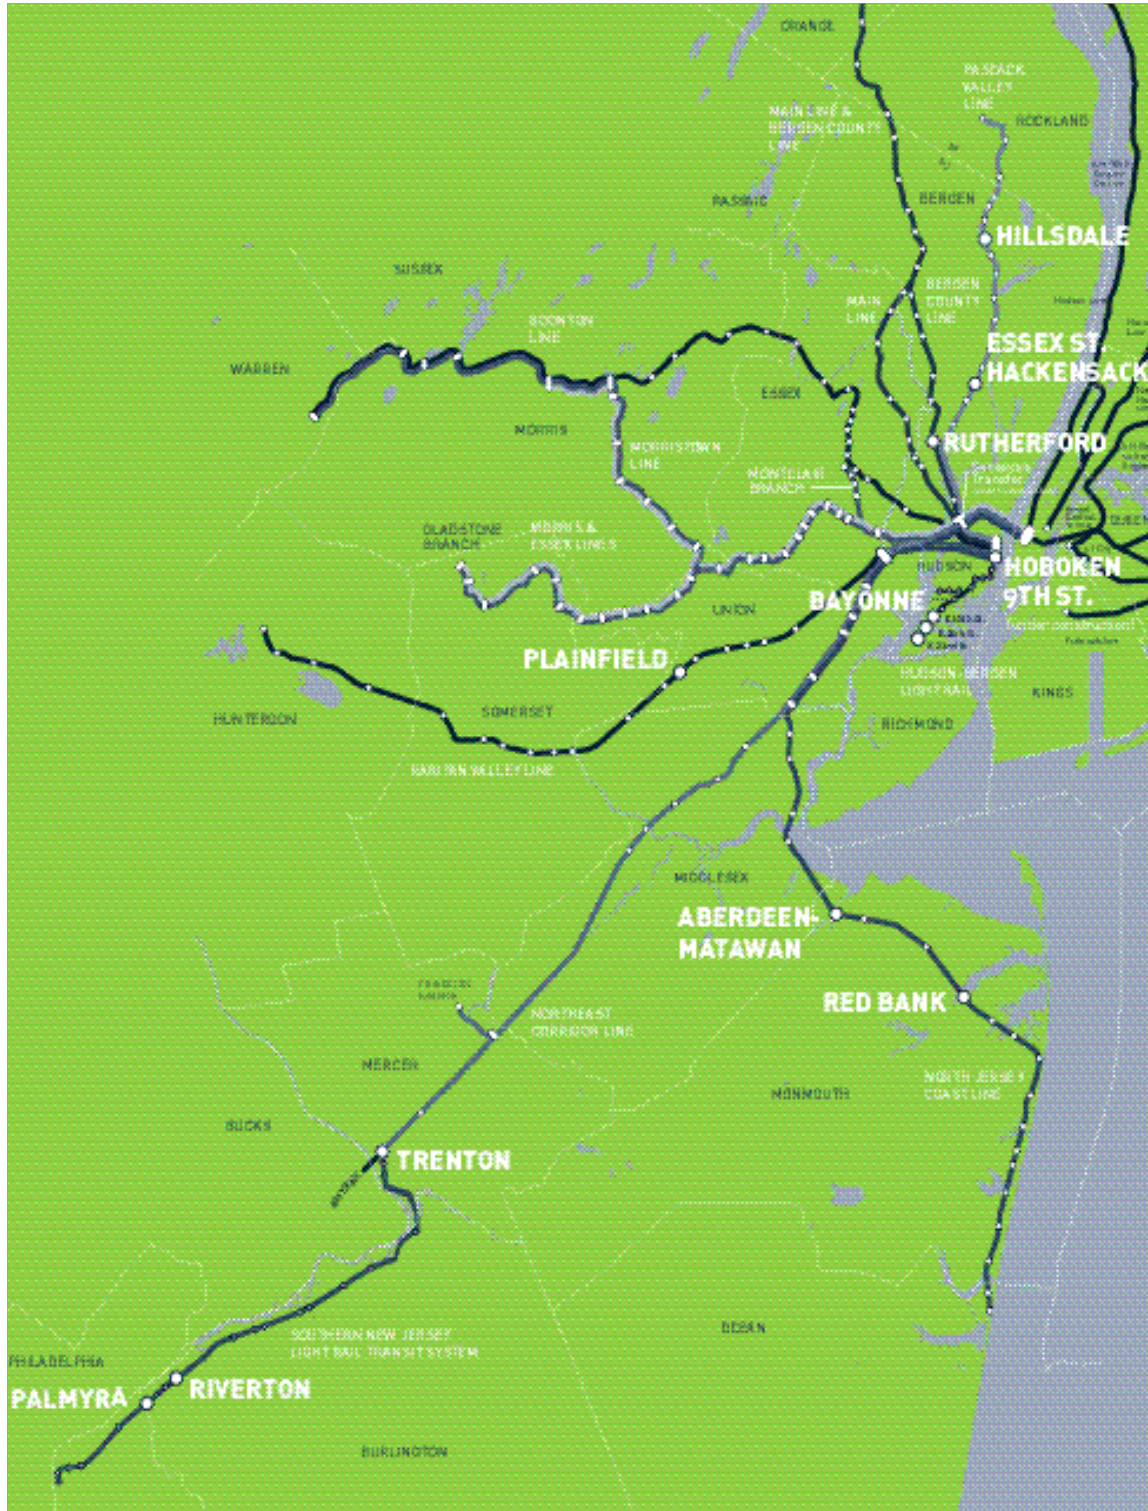 ORANGE
PASCACK
VALLEY
LINE
MAIN LINE &
BERGEN COUNTY
LINE
ROCKLAND
PASSAIC
BERGEN
HILLSDALE
SUSSEX
BERGEN
COUNTY
LINE
MAIN
LINE
BOONTON
LINE
ESSEX ST.
HACKENSACK
WARREN
ESSEX
MORRIS
MORRISTOWN
LINE
RUTHERFORD
MONTCLAIR
BRANCH
Transfer
GLADSTONE
BRANCH
MORRIS &
ESSEX LINES
HUDSON
HOBOKEN
9TH ST.
(under construction)
BAYONNE
UNION
PLAINFIELD
HUDSON-BERGEN
LIGHT RAIL
KINGS
HUNTERDON
SOMERSET
RICHMOND
RARITAN VALLEY LINE
MIDDLESEX
ABERDEEN-
MATAWAN
RED BANK
NORTHEAST
CORRIDOR LINE
MERCER
NORTH JERSEY
COAST LINE
MONMOUTH
BUCKS
TRENTON
OCEAN
SOUTHERN NEW JERSEY
LIGHT RAIL TRANSIT SYSTEM
PHILADELPHIA
PALMYRA
RIVERTON
BURLINGTON